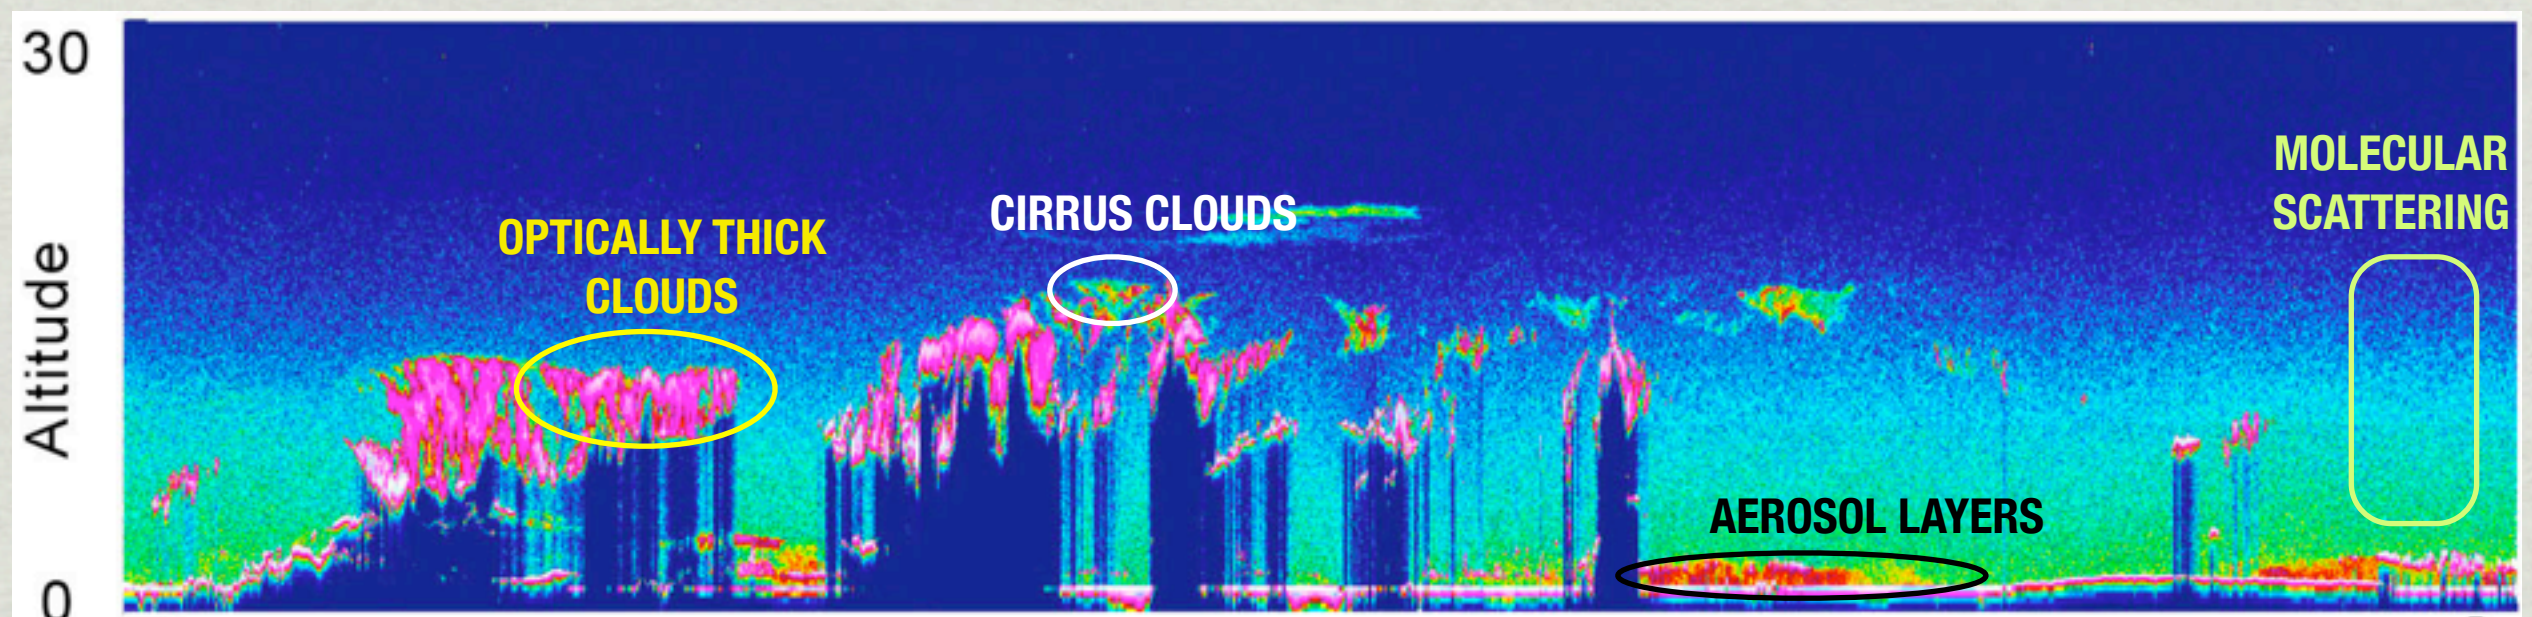 30
MOLECULAR
SCATTERING
CIRRUS CLOUDS
OPTICALLY THICK
CLOUDS
Altitude
AEROSOL LAYERS
0